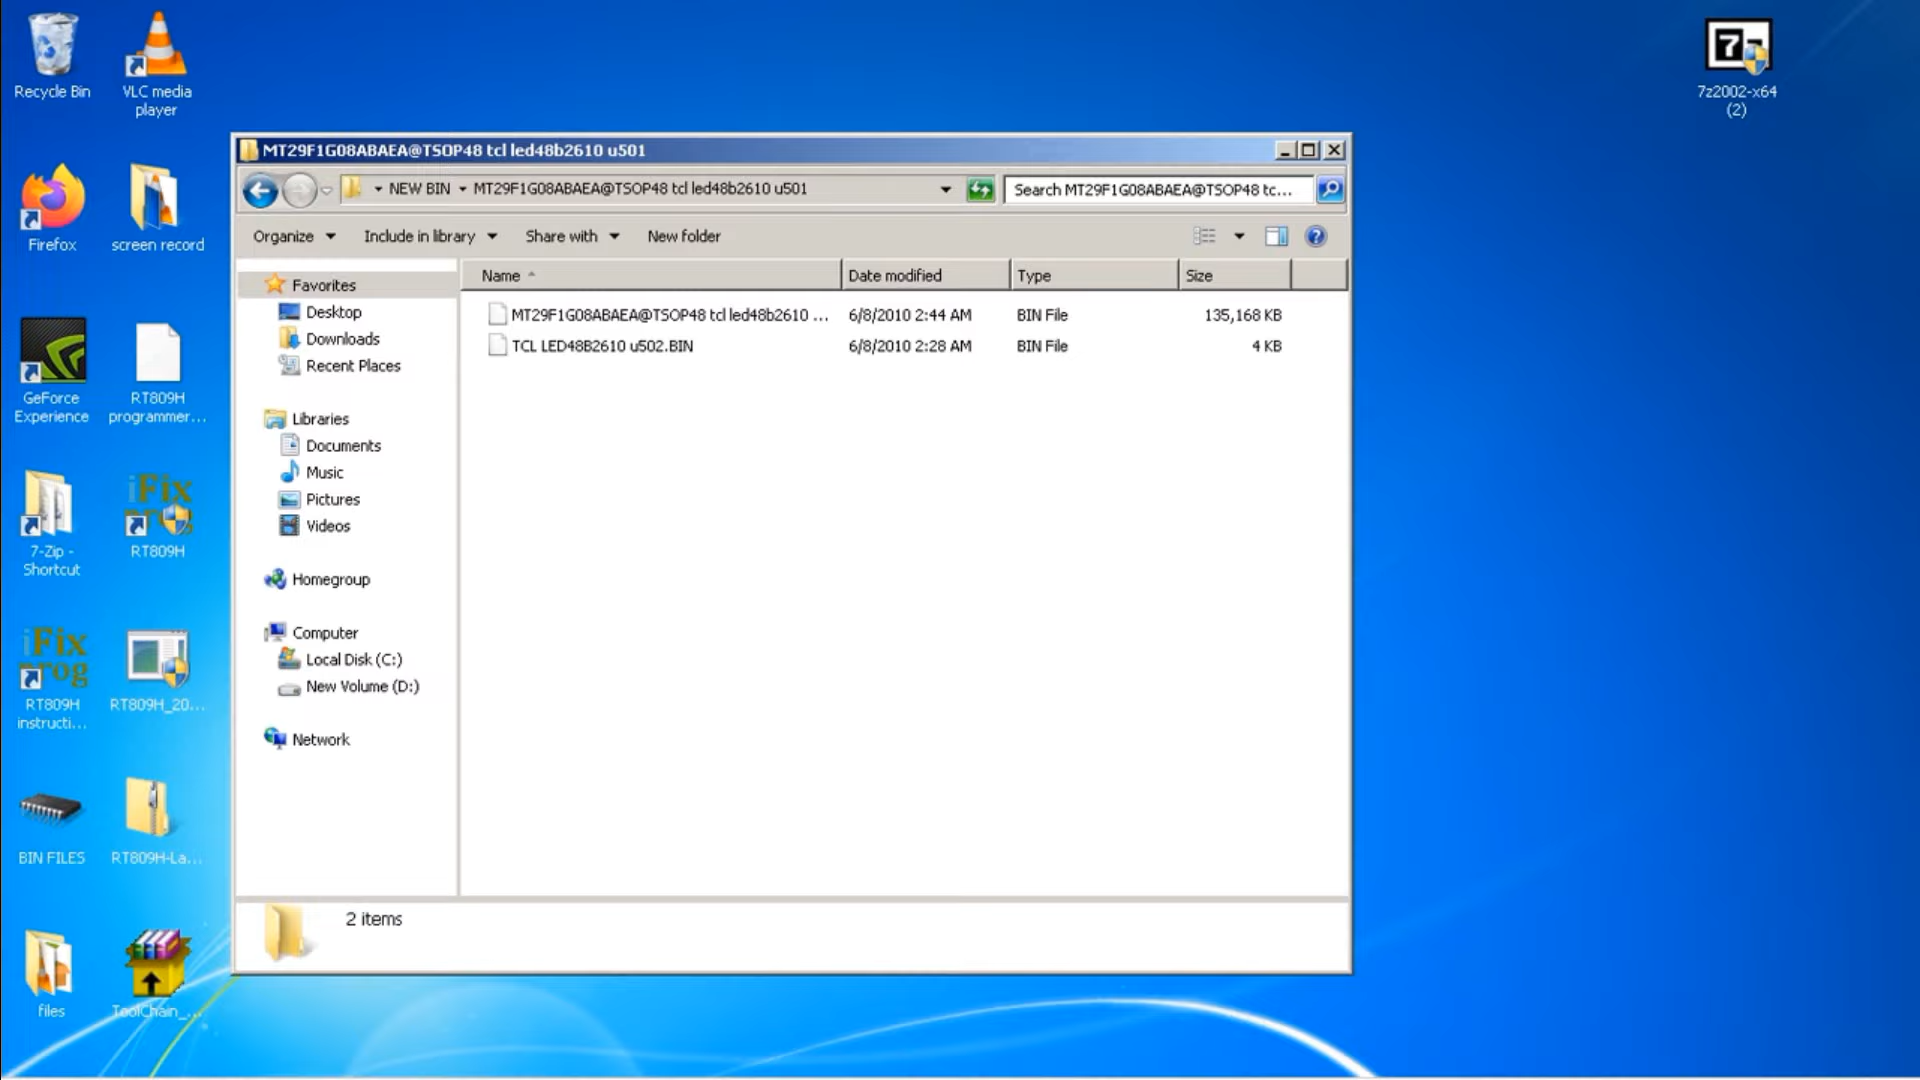 Recycle Bin
VLC media
player
7z2002-x64
(2)
Firefox
screen record
GeForce
Experience
RT809H
programmer...
7-Zip -
Shortcut
iFix
RT809H
iFix
rog
RT809H
instructi...
RT809H_20...
BIN FILES
RT809H-La...
files
ToolChain_...
MT29F1G08ABAEA@TSOP48 tcl led48b2610 u501
NEW BIN
MT29F1G08ABAEA@TSOP48 tcl led48b2610 u501
Search MT29F1G08ABAEA@TSOP48 tc...
Organize
Include in library
Share with
New folder
Favorites
Desktop
Downloads
Recent Places
Libraries
Documents
Music
Pictures
Videos
Homegroup
Computer
Local Disk (C:)
New Volume (D:)
Network
Name Date modified Type Size
MT29F1G08ABAEA@TSOP48 tcl led48b2610 ... 6/8/2010 2:44 AM BIN File 135,168 KB
TCL LED48B2610 u502.BIN 6/8/2010 2:28 AM BIN File 4 KB
2 items